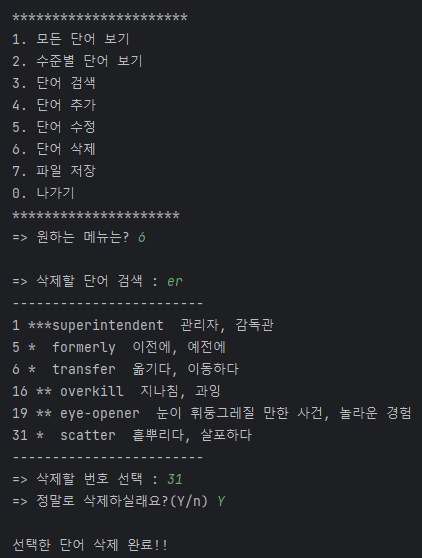 **********************
1. 모든 단어 보기
2. 수준별 단어 보기
3. 단어 검색
4. 단어 추가
5. 단어 수정
6. 단어 삭제
7. 파일 저장
0. 나가기
*********************
=> 원하는 메뉴는? 6
=> 삭제할 단어 검색 : er
------------------------
1 ***superintendent  관리자, 감독관
5 *  formerly  이전에, 예전에
6 *  transfer  옮기다, 이동하다
16 ** overkill  지나침, 과잉
19 ** eye-opener  눈이 휘둥그레질 만한 사건, 놀라운 경험
31 *  scatter  흩뿌리다, 살포하다
------------------------
=> 삭제할 번호 선택 : 31
=> 정말로 삭제하실래요?(Y/n) Y
선택한 단어 삭제 완료!!